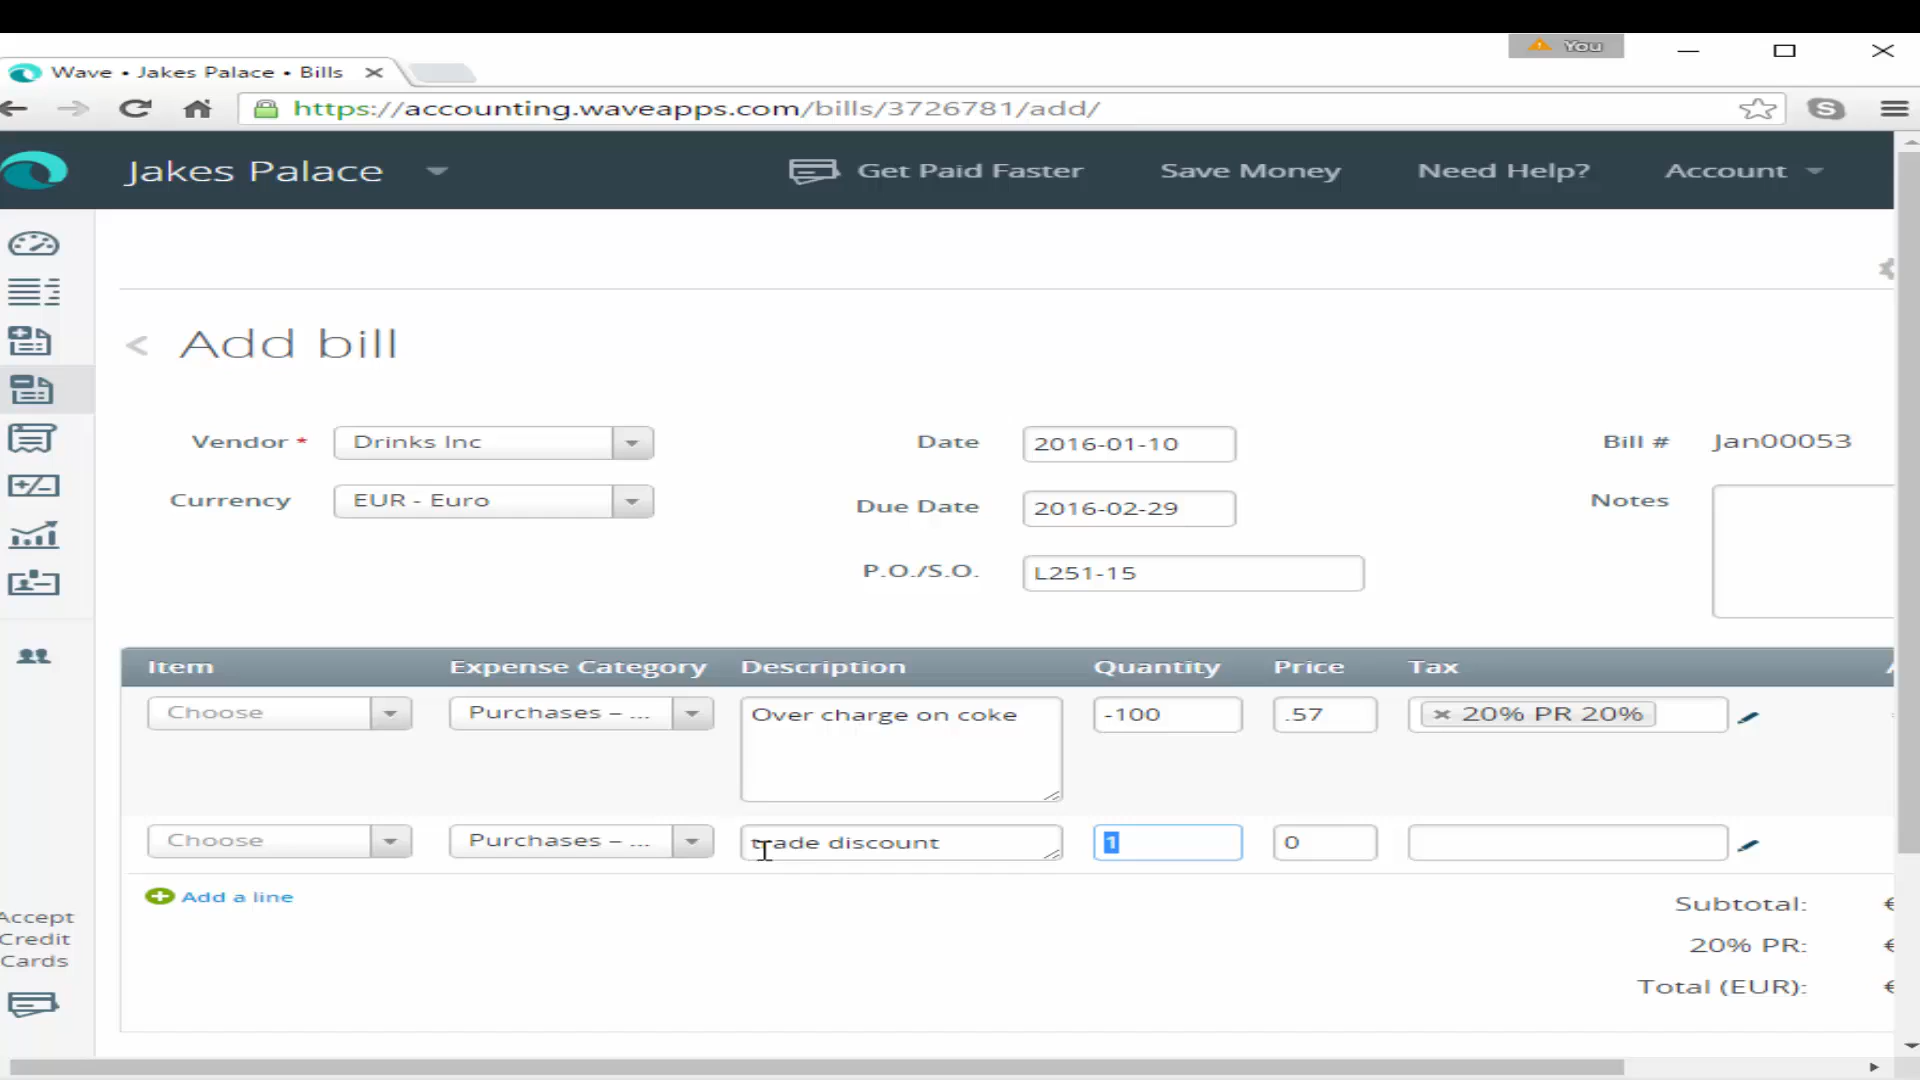 You
Wave • Jakes Palace • Bills
https://accounting.waveapps.com/bills/3726781/add/
Jakes Palace
Get Paid Faster
Save Money
Need Help?
Account
< Add bill
Vendor *
Drinks Inc
Date
2016-01-10
Bill #
Jan00053
Currency
EUR - Euro
Due Date
2016-02-29
Notes
P.O./S.O.
L251-15
Item
Expense Category
Description
Quantity
Price
Tax
Choose
Purchases – ...
Over charge on coke
-100
.57
× 20% PR 20%
Choose
Purchases – ...
trade discount
1
0
Add a line
Subtotal: €
20% PR: €
Total (EUR): €
Accept
Credit
Cards